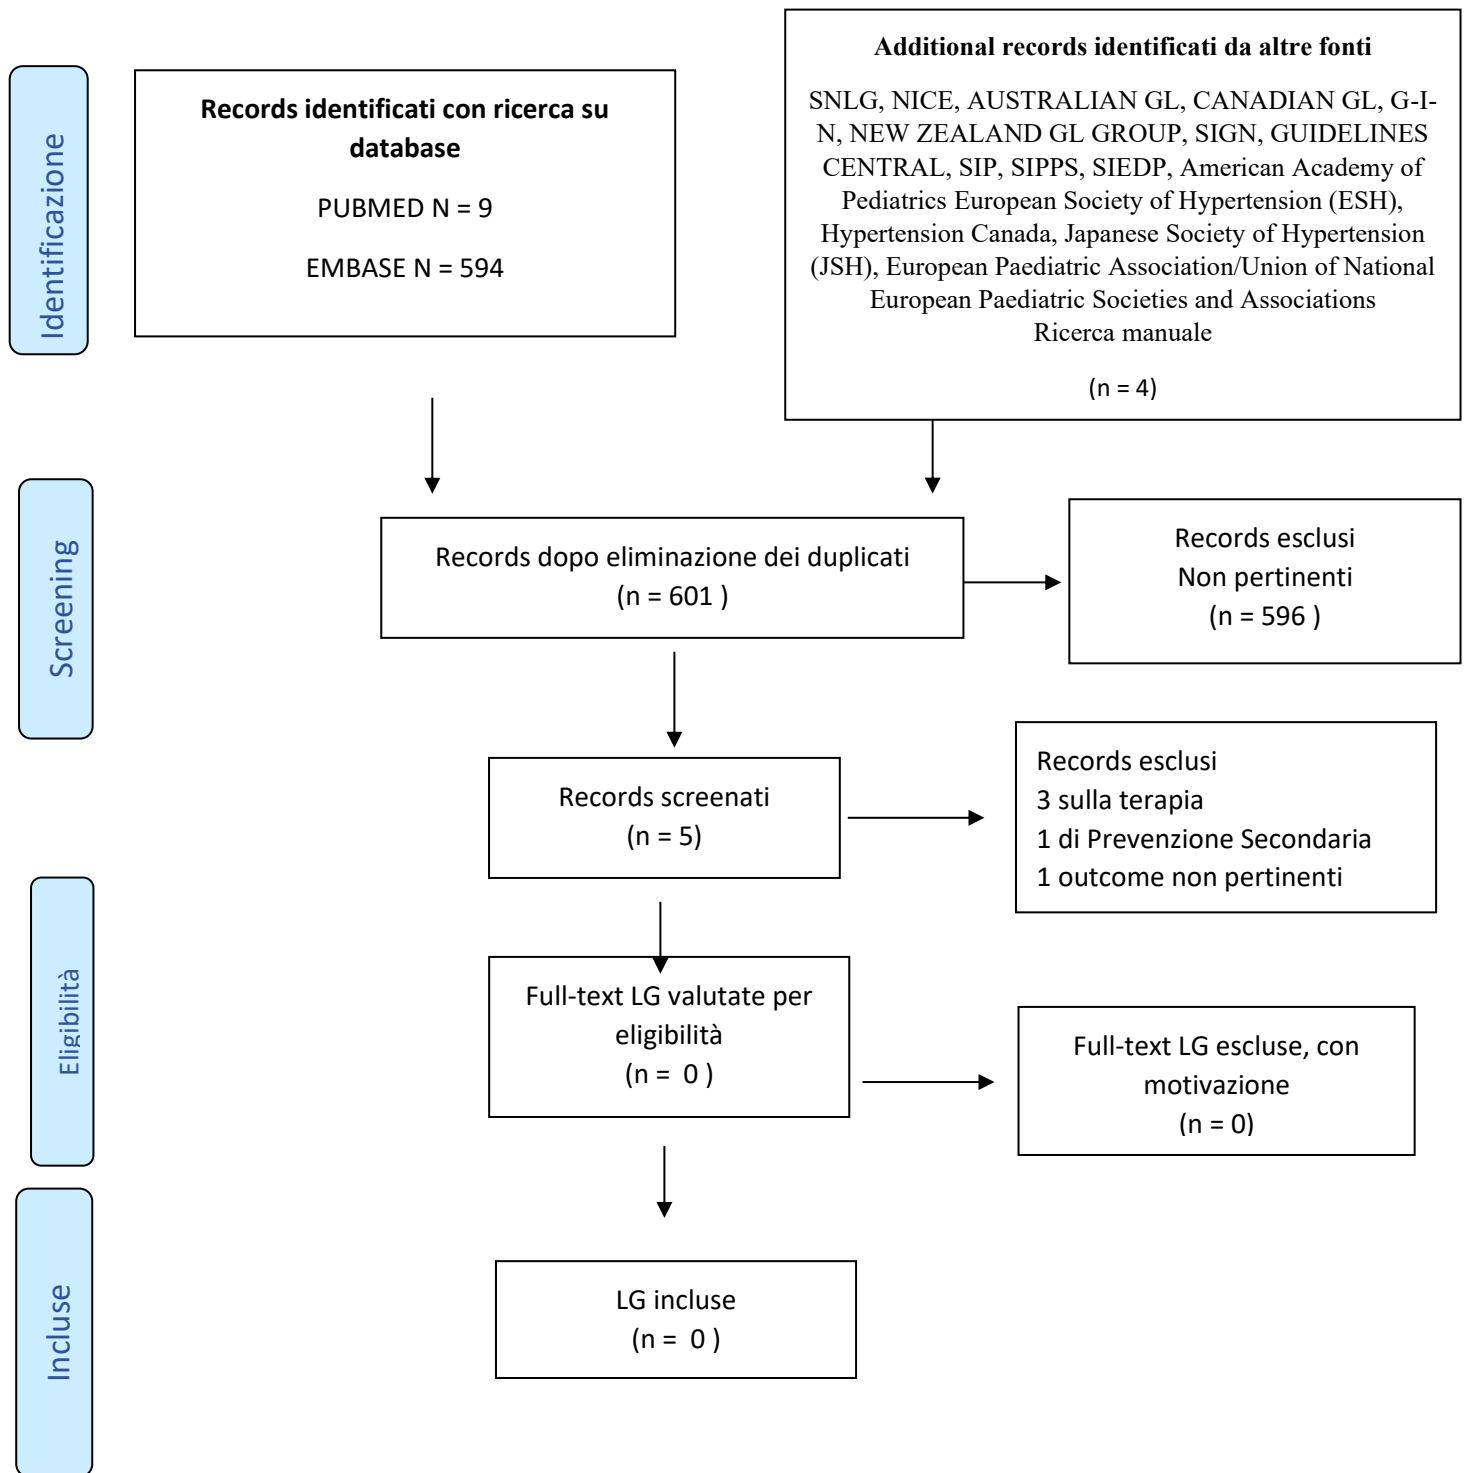 Identificazione
Records identificati con ricerca su
database
PUBMED N = 9
EMBASE N = 594
Additional records identificati da altre fonti
SNLG, NICE, AUSTRALIAN GL, CANADIAN GL, G-I-
N, NEW ZEALAND GL GROUP, SIGN, GUIDELINES
CENTRAL, SIP, SIPPS, SIEDP, American Academy of
Pediatrics European Society of Hypertension (ESH),
Hypertension Canada, Japanese Society of Hypertension
(JSH), European Paediatric Association/Union of National
European Paediatric Societies and Associations
Ricerca manuale
(n = 4)
Screening
Records dopo eliminazione dei duplicati
(n = 601 )
Records esclusi
Non pertinenti
(n = 596 )
Records screenati
(n = 5)
Records esclusi
3 sulla terapia
1 di Prevenzione Secondaria
1 outcome non pertinenti
Eligibilità
Full-text LG valutate per
eligibilità
(n = 0 )
Full-text LG escluse, con
motivazione
(n = 0)
Incluse
LG incluse
(n = 0 )